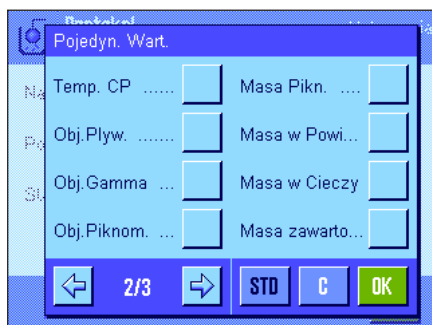 Pojedyn. Wart.
Temp. CP ......
Masa Pikn. ....
Obj.Plyw. .......
Masa w Powi...
Obj.Gamma ...
Masa w Cieczy
Obj.Piknom. ...
Masa zawarto...
2/3
STD
C
OK